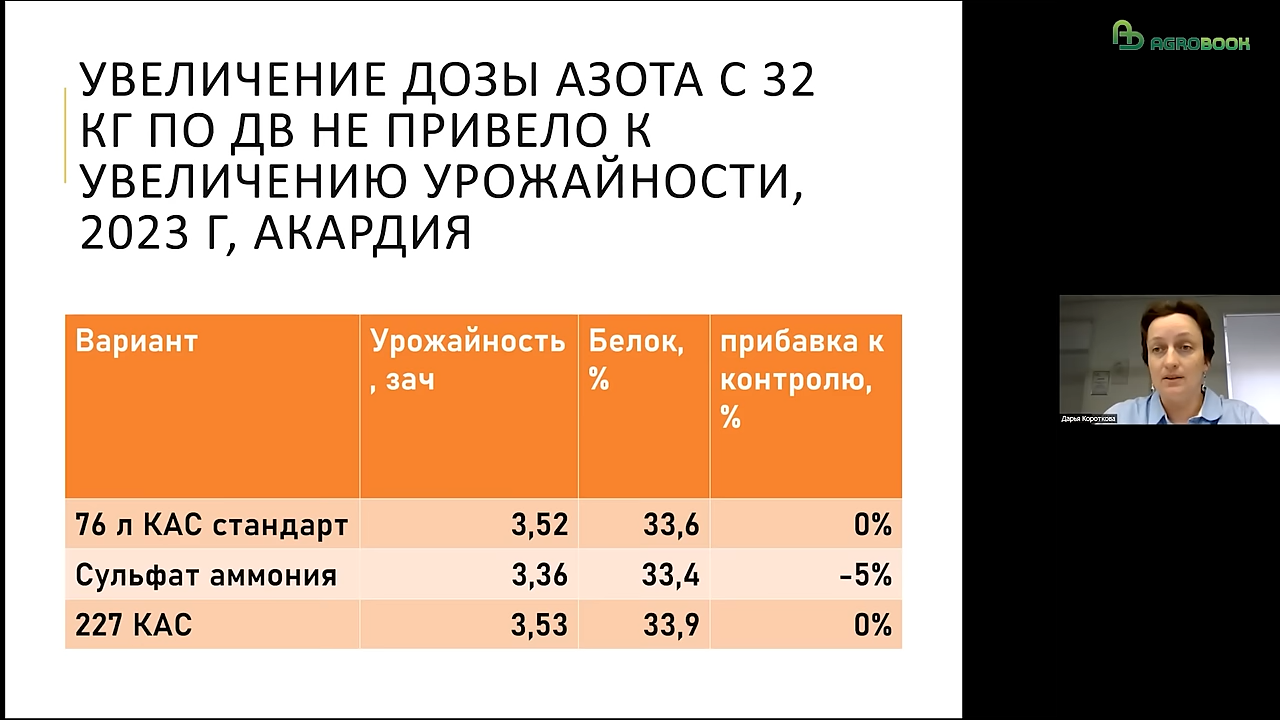 УВЕЛИЧЕНИЕ ДОЗЫ АЗОТА С 32
КГ ПО ДВ НЕ ПРИВЕЛО К
УВЕЛИЧЕНИЮ УРОЖАЙНОСТИ,
2023 Г, АКАРДИЯ
Вариант
Урожайность
, зач
Белок,
%
прибавка к
контролю,
%
76 л КАС стандарт 3,52 33,6 0%
Сульфат аммония 3,36 33,4 -5%
227 КАС 3,53 33,9 0%
AGROBOOK
Дарья Короткова